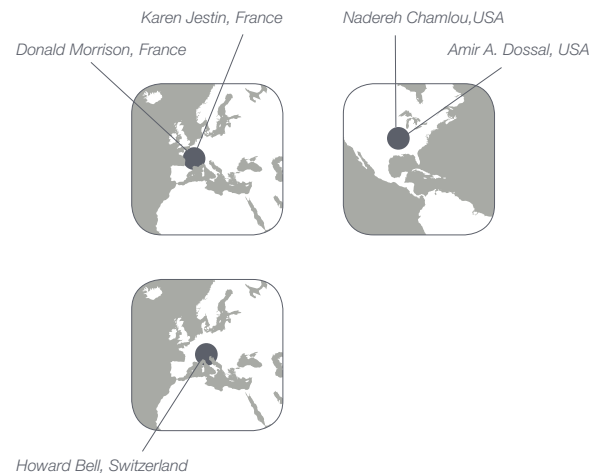 Karen Jestin, France
Donald Morrison, France
Nadereh Chamlou,USA
Amir A. Dossal, USA
Howard Bell, Switzerland